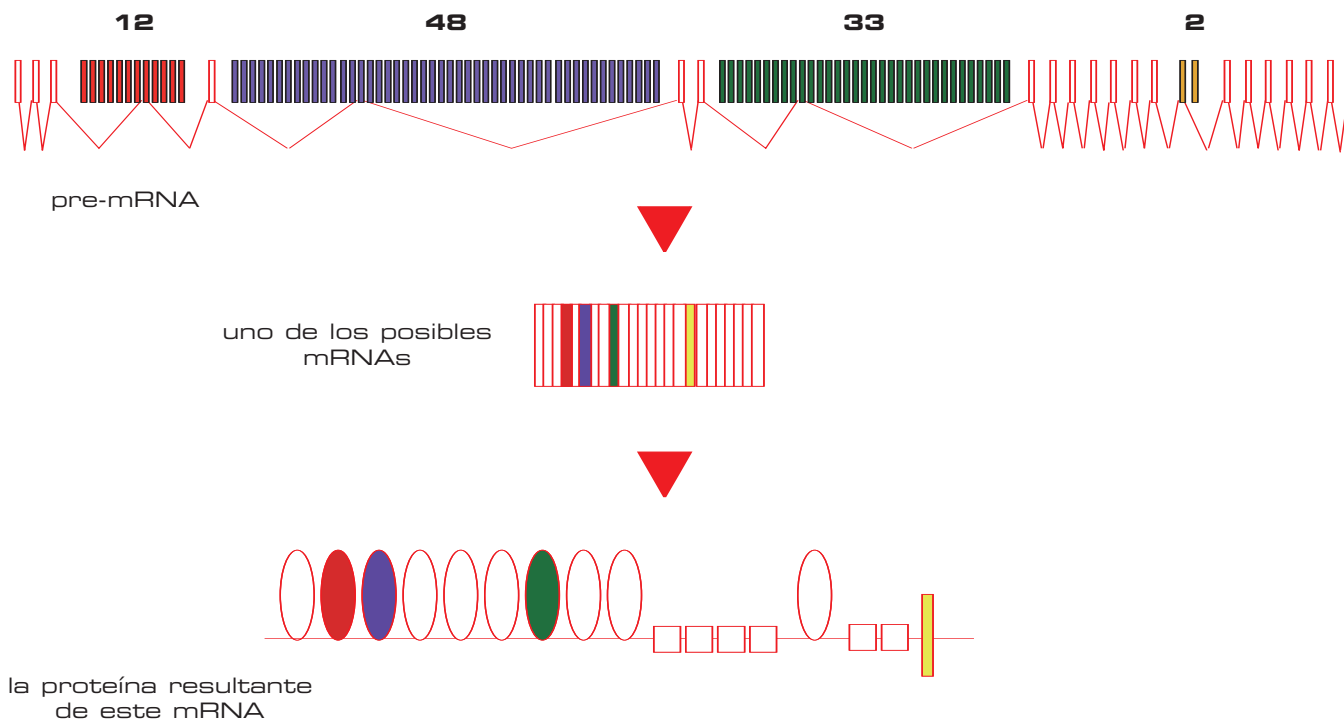 12 48 33 2
pre-mRNA
uno de los posibles
mRNAs
la proteína resultante
de este mRNA